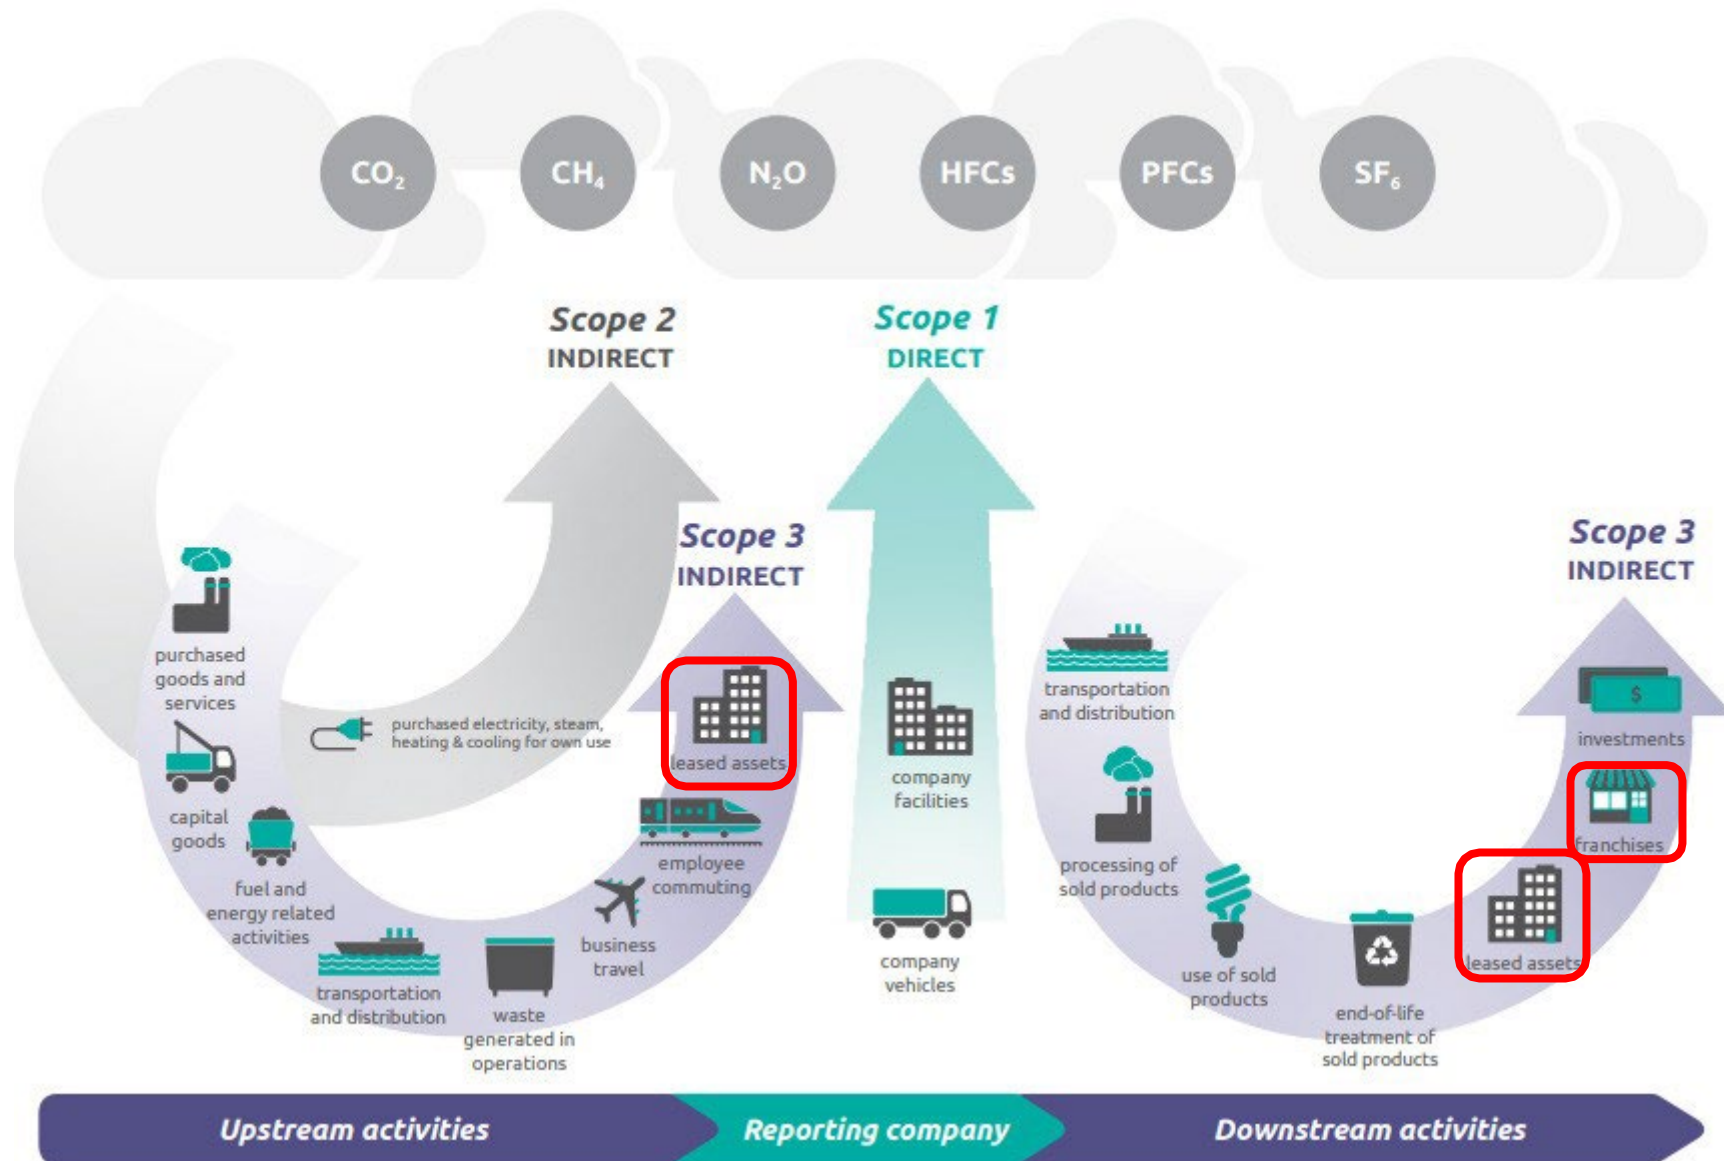 CO₂
CH₄
N₂O
HFCs
PFCs
SF₆
Scope 2
INDIRECT
Scope 1
DIRECT
Scope 3
INDIRECT
Scope 3
INDIRECT
purchased
goods and
services
capital
goods
fuel and
energy related
activities
transportation
and distribution
waste
generated in
operations
business
travel
employee
commuting
leased assets
purchased electricity, steam,
heating & cooling for own use
company
facilities
company
vehicles
transportation
and distribution
processing of
sold products
use of sold
products
end-of-life
treatment of
sold products
leased assets
franchises
$
investments
Upstream activities
Reporting company
Downstream activities